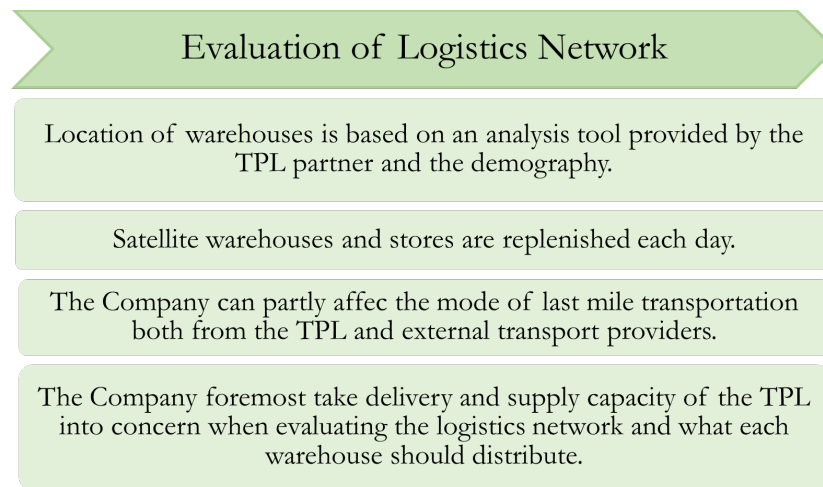 Evaluation of Logistics Network
Location of warehouses is based on an analysis tool provided by the
TPL partner and the demography.
Satellite warehouses and stores are replenished each day.
The Company can partly affec the mode of last mile transportation
both from the TPL and external transport providers.
The Company foremost take delivery and supply capacity of the TPL
into concern when evaluating the logistics network and what each
warehouse should distribute.